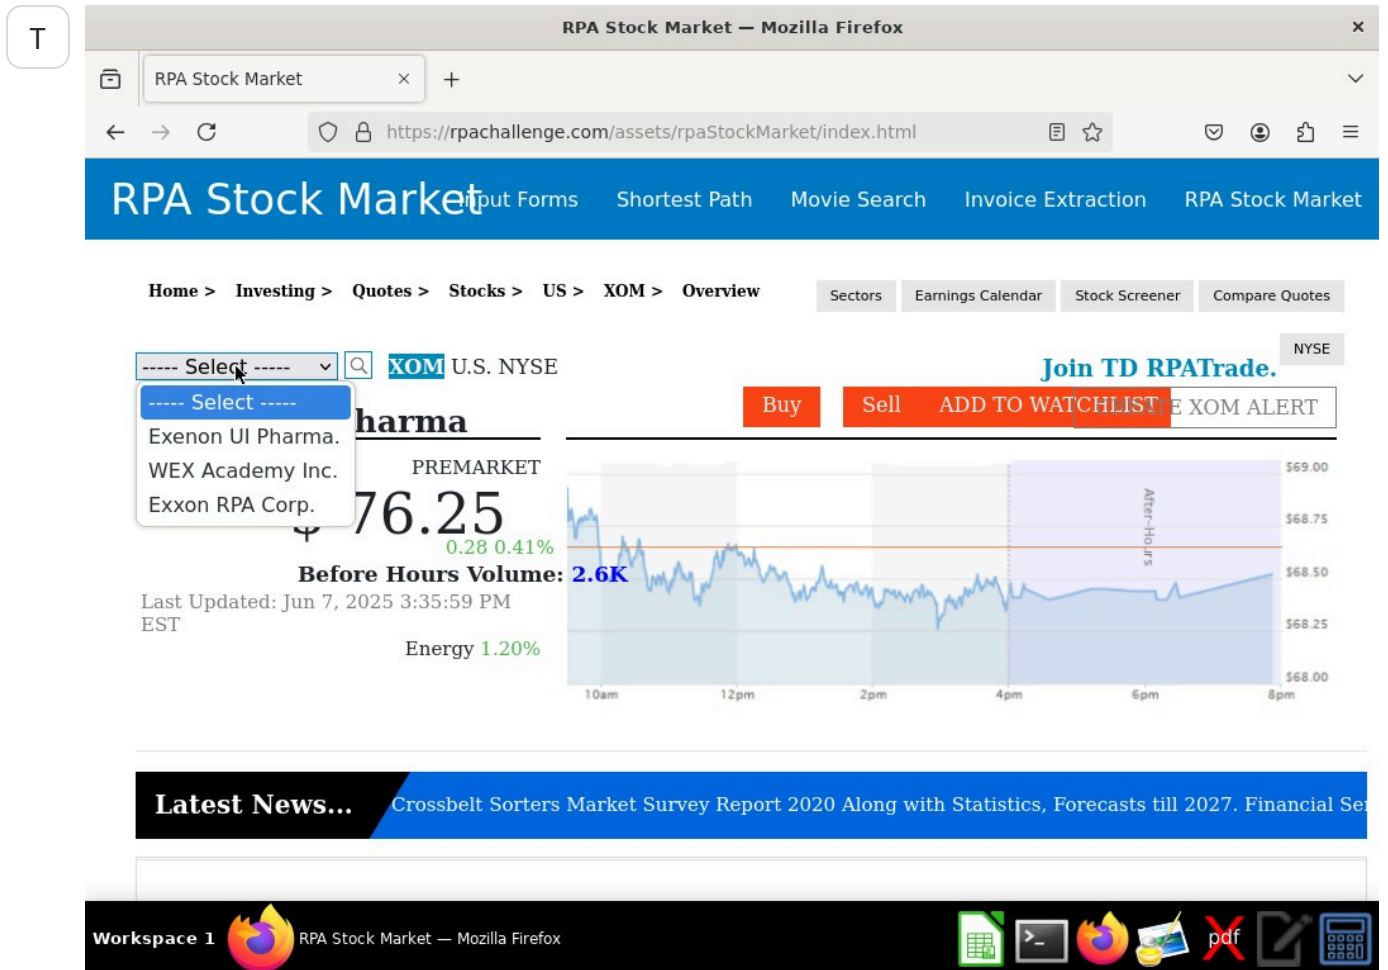 T
RPA Stock Market — Mozilla Firefox
RPA Stock Market
https://rpachallenge.com/assets/rpaStockMarket/index.html
RPA Stock Market
Input Forms Shortest Path Movie Search Invoice Extraction RPA Stock Market
Home > Investing > Quotes > Stocks > US > XOM > Overview
Sectors Earnings Calendar Stock Screener Compare Quotes
NYSE
----- Select ----- XOM U.S. NYSE
Join TD RPATrade.
----- Select -----
Exenon UI Pharma.
WEX Academy Inc.
Exxon RPA Corp.
Buy Sell ADD TO WATCHLIST XOM ALERT
harma
PREMARKET
$ 76.25
0.28 0.41%
Before Hours Volume: 2.6K
Last Updated: Jun 7, 2025 3:35:59 PM
EST
Energy 1.20%
$69.00
$68.75
$68.50
$68.25
$68.00
After-Hours
10am 12pm 2pm 4pm 6pm 8pm
Latest News... Crossbelt Sorters Market Survey Report 2020 Along with Statistics, Forecasts till 2027. Financial Ser
Workspace 1 RPA Stock Market — Mozilla Firefox
>_
pdf